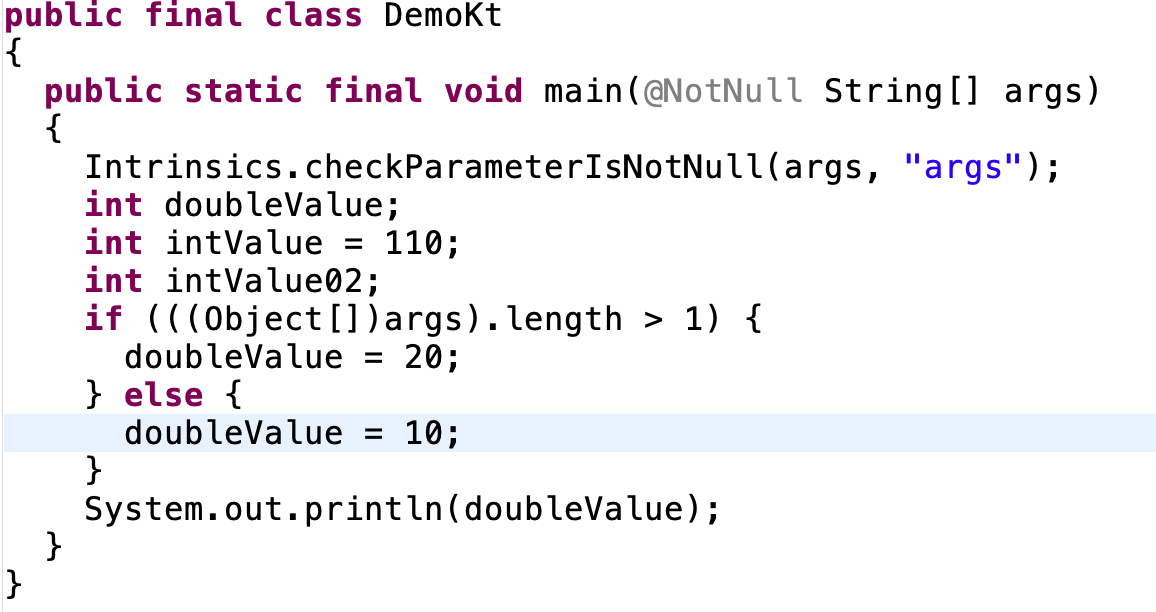 public final class DemoKt
{
  public static final void main(@NotNull String[] args)
  {
    Intrinsics.checkParameterIsNotNull(args, "args");
    int doubleValue;
    int intValue = 110;
    int intValue02;
    if (((Object[])args).length > 1) {
      doubleValue = 20;
    } else {
      doubleValue = 10;
    }
    System.out.println(doubleValue);
  }
}